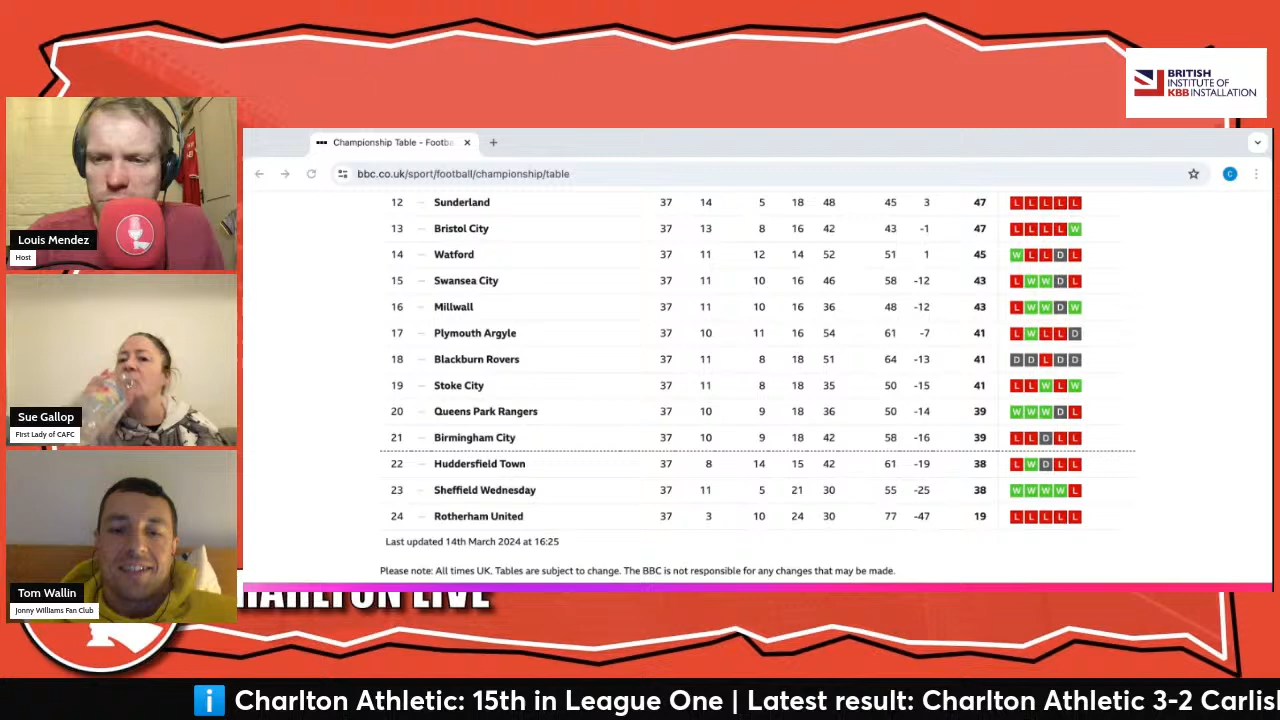 BRITISH
INSTITUTE OF
KBB INSTALLATION
Championship Table - Footba
bbc.co.uk/sport/football/championship/table
C
12 Sunderland 37 14 5 18 48 45 3 47 L L L L L
13 Bristol City 37 13 8 16 42 43 -1 47 L L L L W
14 Watford 37 11 12 14 52 51 1 45 W L L D L
15 Swansea City 37 11 10 16 46 58 -12 43 L W W D L
16 Millwall 37 11 10 16 36 48 -12 43 L W W D W
17 Plymouth Argyle 37 10 11 16 54 61 -7 41 L W L L D
18 Blackburn Rovers 37 11 8 18 51 64 -13 41 D D L D D
19 Stoke City 37 11 8 18 35 50 -15 41 L L W L W
20 Queens Park Rangers 37 10 9 18 36 50 -14 39 W W W D L
21 Birmingham City 37 10 9 18 42 58 -16 39 L L D L L
22 Huddersfield Town 37 8 14 15 42 61 -19 38 L W D L L
23 Sheffield Wednesday 37 11 5 21 30 55 -25 38 W W W W L
24 Rotherham United 37 3 10 24 30 77 -47 19 L L L L L
Last updated 14th March 2024 at 16:25
Please note: All times UK. Tables are subject to change. The BBC is not responsible for any changes that may be made.
Louis Mendez
Host
Sue Gallop
First Lady of CAFC
Tom Wallin
Jonny Williams Fan Club
HARLTON LIVE
i Charlton Athletic: 15th in League One | Latest result: Charlton Athletic 3-2 Carlis